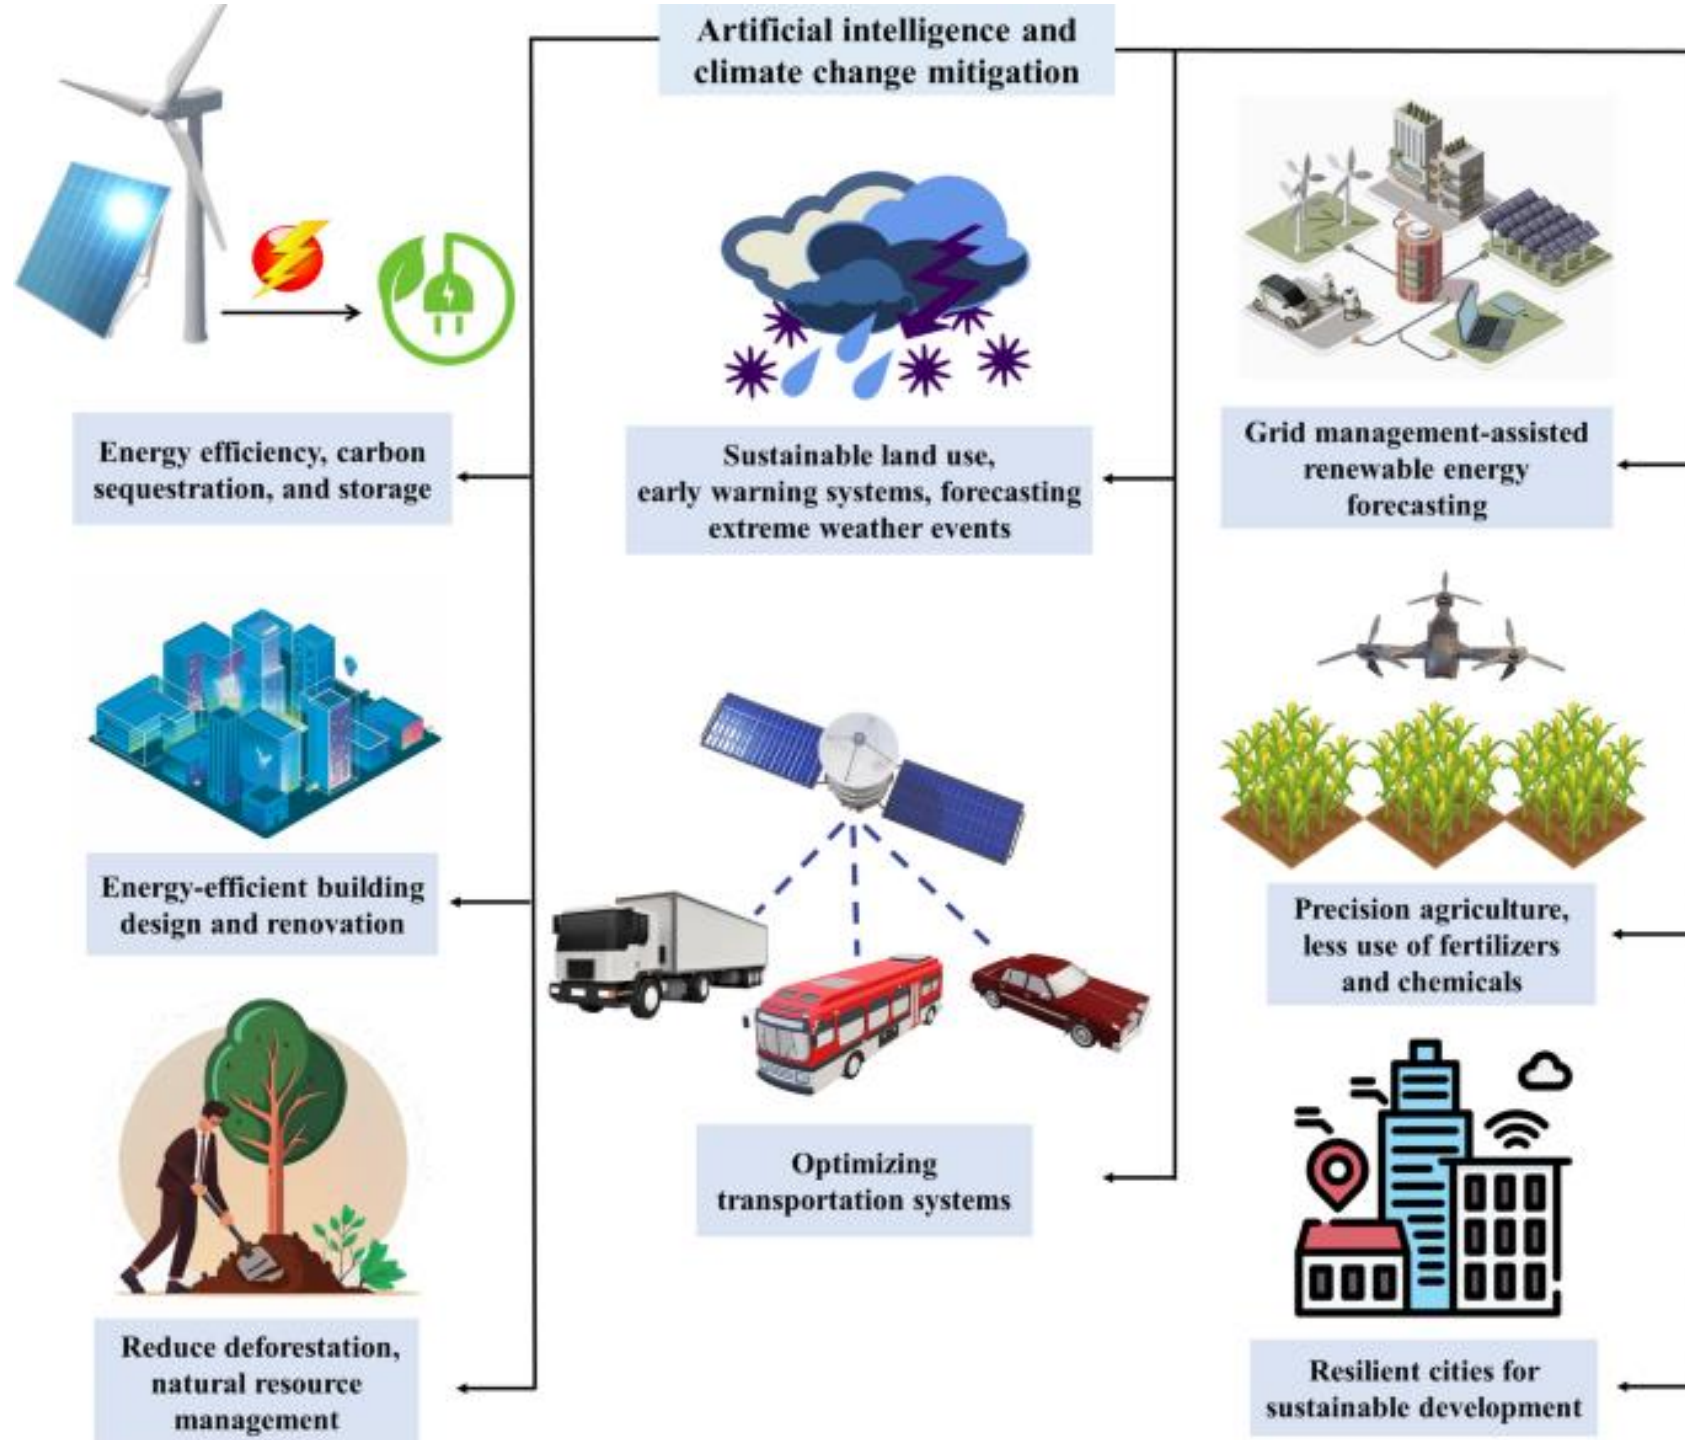 Artificial intelligence and
climate change mitigation
Energy efficiency, carbon
sequestration, and storage
Sustainable land use,
early warning systems, forecasting
extreme weather events
Grid management-assisted
renewable energy
forecasting
Energy-efficient building
design and renovation
Optimizing
transportation systems
Precision agriculture,
less use of fertilizers
and chemicals
Reduce deforestation,
natural resource
management
Resilient cities for
sustainable development